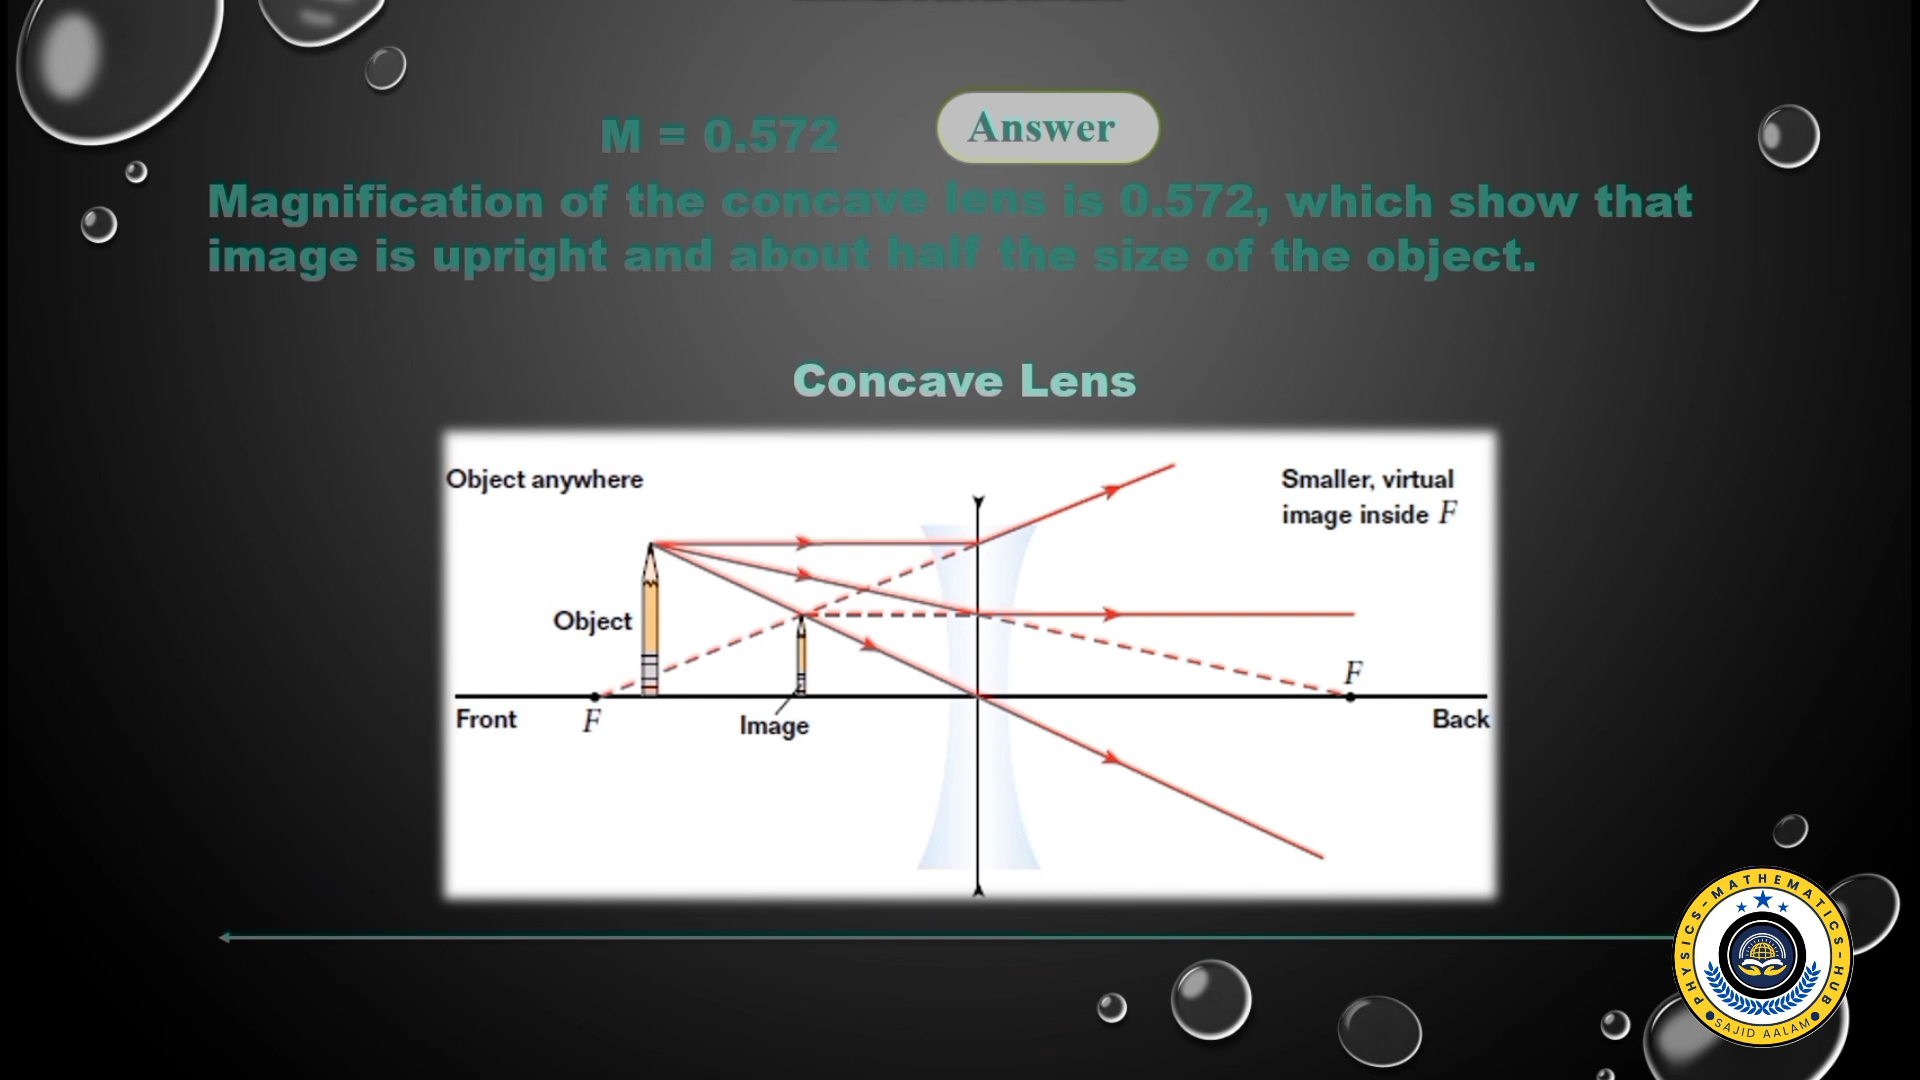 M = 0.572
Answer
Magnification of the concave lens is 0.572, which show that
image is upright and about half the size of the object.
Concave Lens
Object anywhere
Smaller, virtual
image inside F
Object
F
Front
F
Image
Back
PHYSICS-MATHEMATICS-HUB
SAJID AALAM